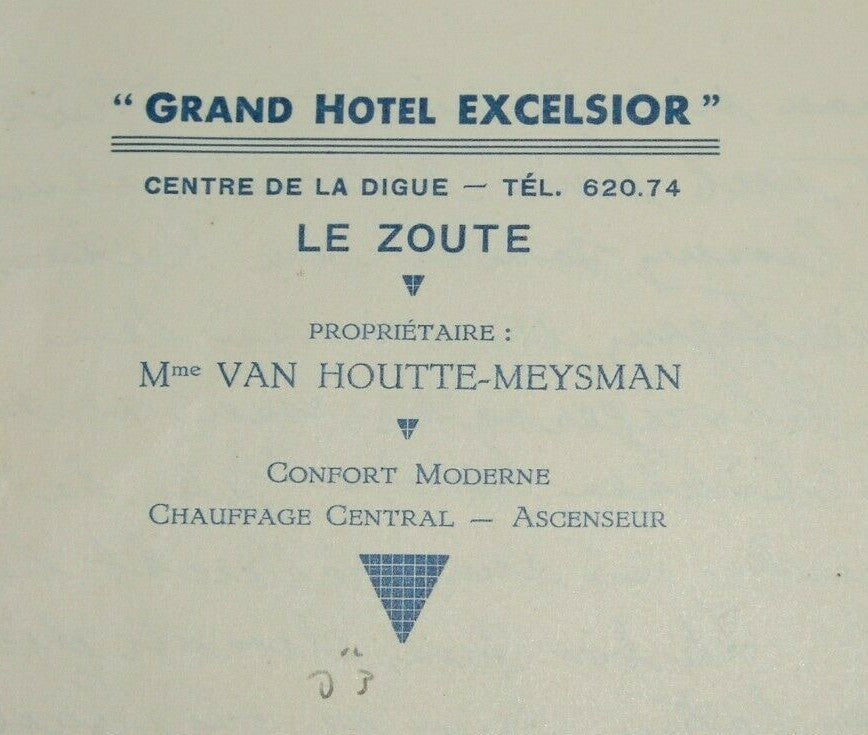 " GRAND HOTEL EXCELSIOR "
CENTRE DE LA DIGUE — TÉL. 620.74
LE ZOUTE
PROPRIÉTAIRE :
Mme VAN HOUTTE-MEYSMAN
CONFORT MODERNE
CHAUFFAGE CENTRAL — ASCENSEUR